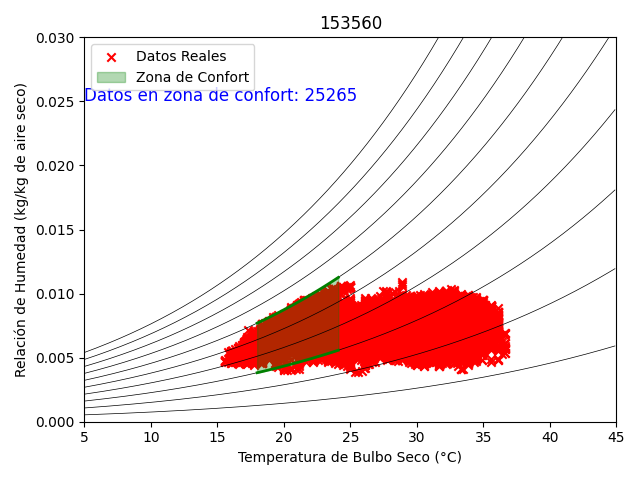 153560
Datos Reales
Zona de Confort
Datos en zona de confort: 25265
Relación de Humedad (kg/kg de aire seco)
0.030
0.025
0.020
0.015
0.010
0.005
0.000
5 10 15 20 25 30 35 40 45
Temperatura de Bulbo Seco (°C)